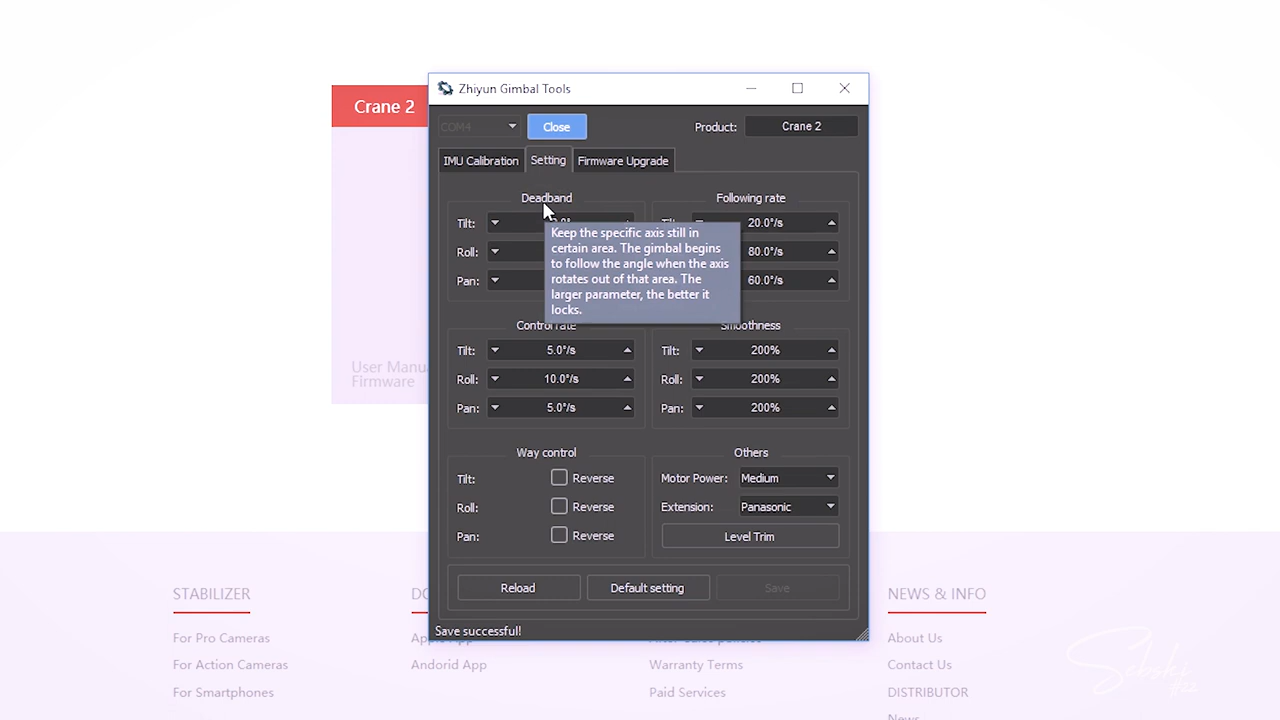 Zhiyun Gimbal Tools
Crane 2
COM4
Close
Product:
Crane 2
IMU Calibration
Setting
Firmware Upgrade
Deadband
Tilt:
Roll:
Pan:
Keep the specific axis still in
certain area. The gimbal begins
to follow the angle when the axis
rotates out of that area. The
larger parameter, the better it
locks.
Following rate
20.0°/s
80.0°/s
60.0°/s
Control rate
Tilt: 5.0°/s
Roll: 10.0°/s
Pan: 5.0°/s
Smoothness
Tilt: 200%
Roll: 200%
Pan: 200%
Way control
Tilt: Reverse
Roll: Reverse
Pan: Reverse
Others
Motor Power: Medium
Extension: Panasonic
Level Trim
Reload
Default setting
Save
Save successful!
User Manu
Firmware
STABILIZER
For Pro Cameras
For Action Cameras
For Smartphones
Andorid App
Warranty Terms
Paid Services
NEWS & INFO
About Us
Contact Us
DISTRIBUTOR
News
Sebski
#22